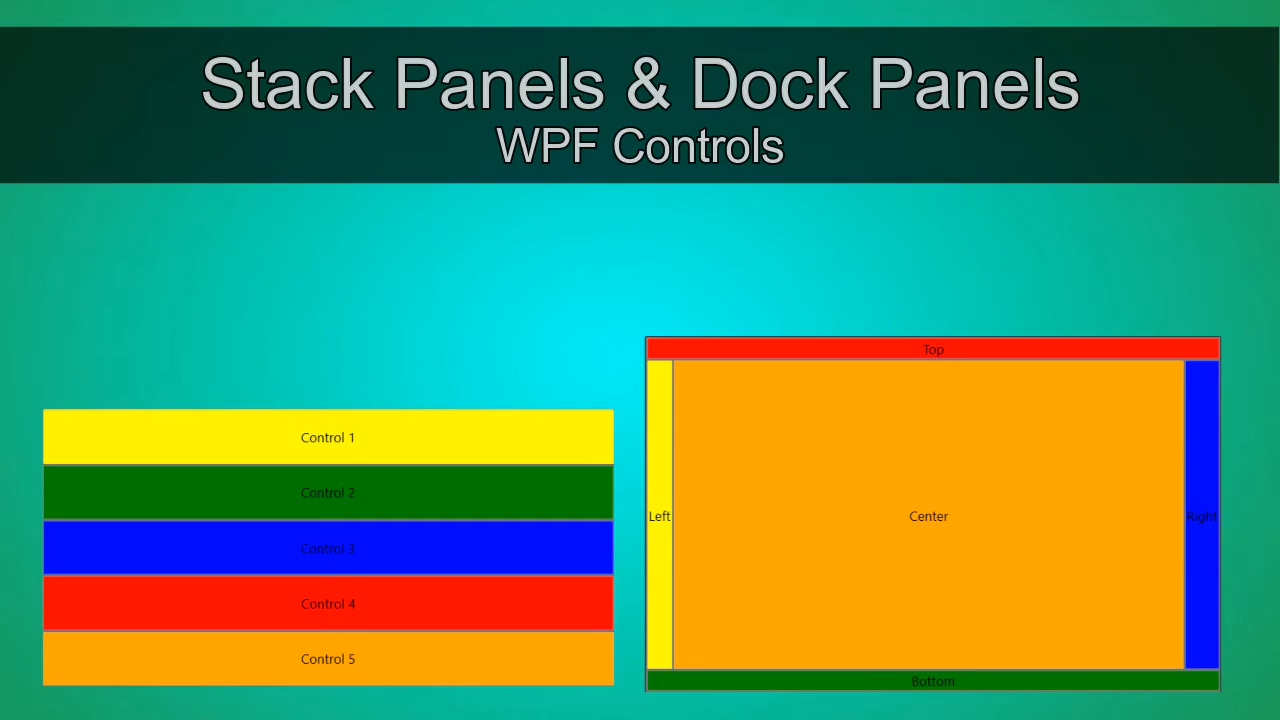 Stack Panels & Dock Panels
WPF Controls
Control 1
Control 2
Control 3
Control 4
Control 5
Top
Left
Center
Right
Bottom